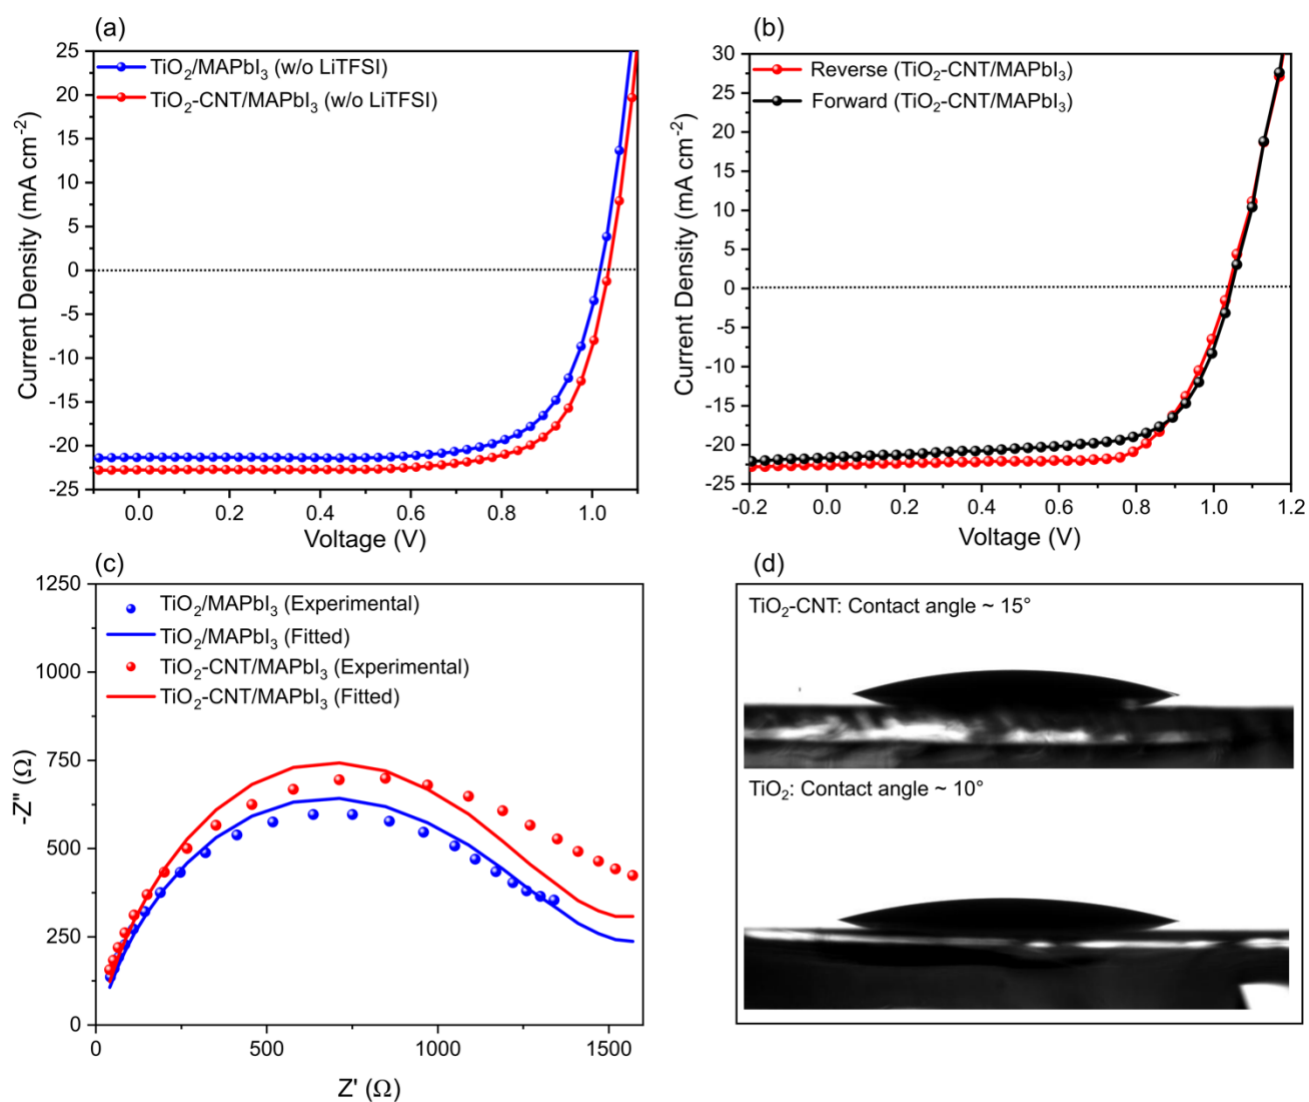 (a)
25
20
15
10
5
0
-5
-10
-15
-20
-25
0.0 0.2 0.4 0.6 0.8 1.0
Voltage (V)
Current Density (mA cm⁻²)
TiO₂/MAPbI₃ (w/o LiTFSI)
TiO₂-CNT/MAPbI₃ (w/o LiTFSI)
(b)
30
25
20
15
10
5
0
-5
-10
-15
-20
-25
-0.2 0.0 0.2 0.4 0.6 0.8 1.0 1.2
Voltage (V)
Current Density (mA cm⁻²)
Reverse (TiO₂-CNT/MAPbI₃)
Forward (TiO₂-CNT/MAPbI₃)
(c)
1250
1000
750
500
250
0
0 500 1000 1500
Z' (Ω)
-Z" (Ω)
TiO₂/MAPbI₃ (Experimental)
TiO₂/MAPbI₃ (Fitted)
TiO₂-CNT/MAPbI₃ (Experimental)
TiO₂-CNT/MAPbI₃ (Fitted)
(d)
TiO₂-CNT: Contact angle ~ 15°
TiO₂: Contact angle ~ 10°